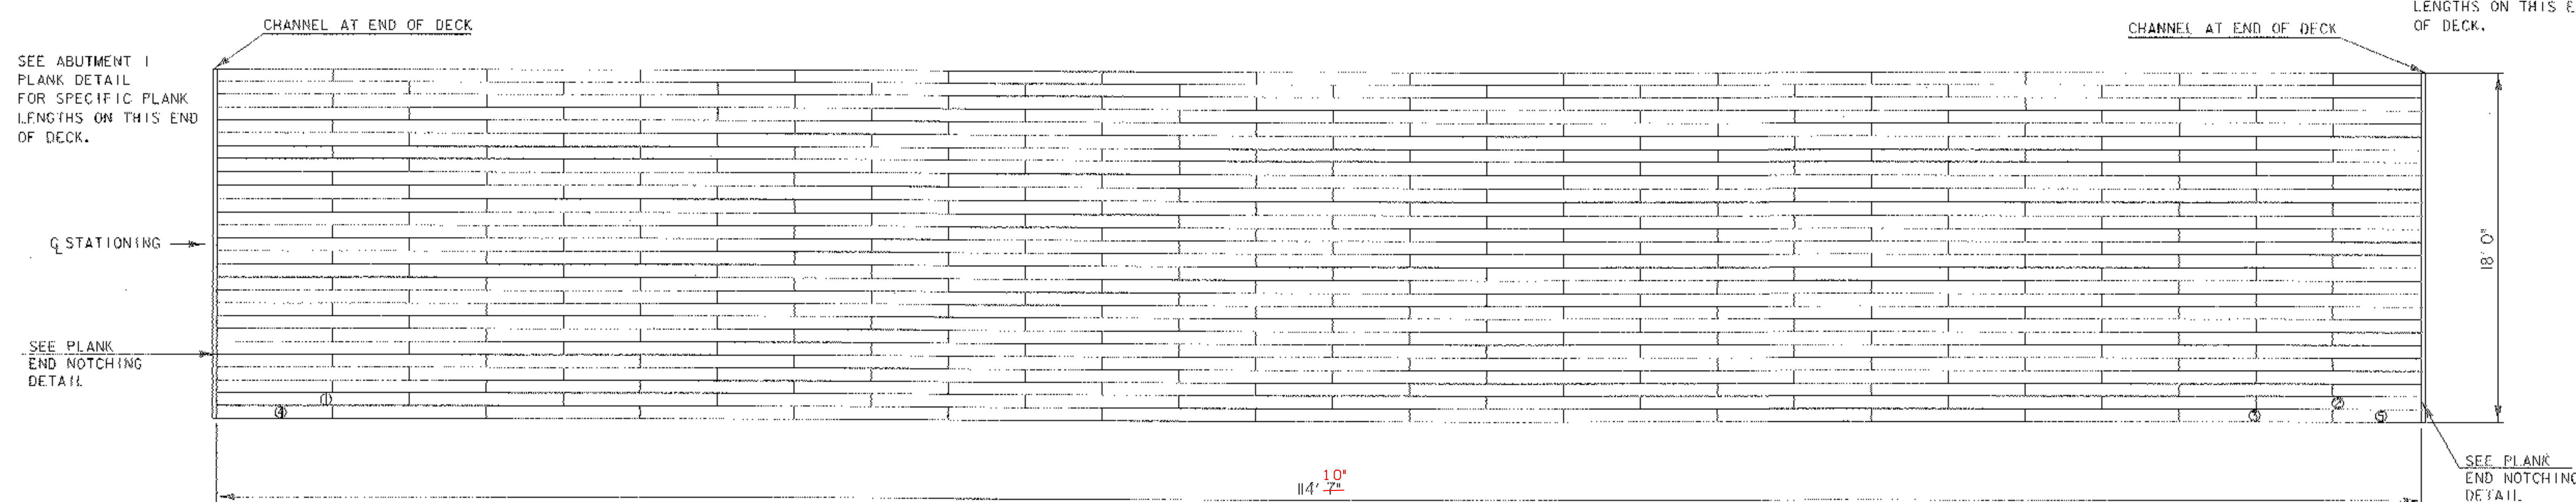 CHANNEL AT END OF DECK
SEE ABUTMENT 1
PLANK DETAIL
FOR SPECIFIC PLANK
LENGTHS ON THIS END
OF DECK.
LENGTHS ON THIS E
OF DECK.
CHANNEL AT END OF DECK
℄ STATIONING
18' 0"
SEE PLANK
END NOTCHING
DETAIL
④ ①
③ ② ⑤
SEE PLANK
END NOTCHING
DETAIL
10"
114' 7"